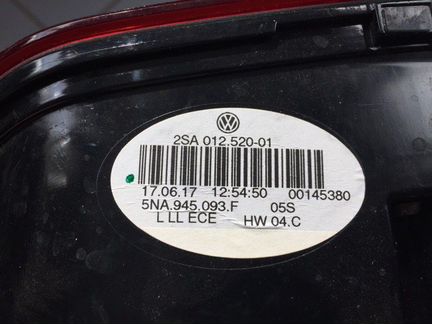 2SA 012.520-01
17.06.17 12:54:50 00145380
5NA.945.093.F 05S
L LL ECE HW 04.C